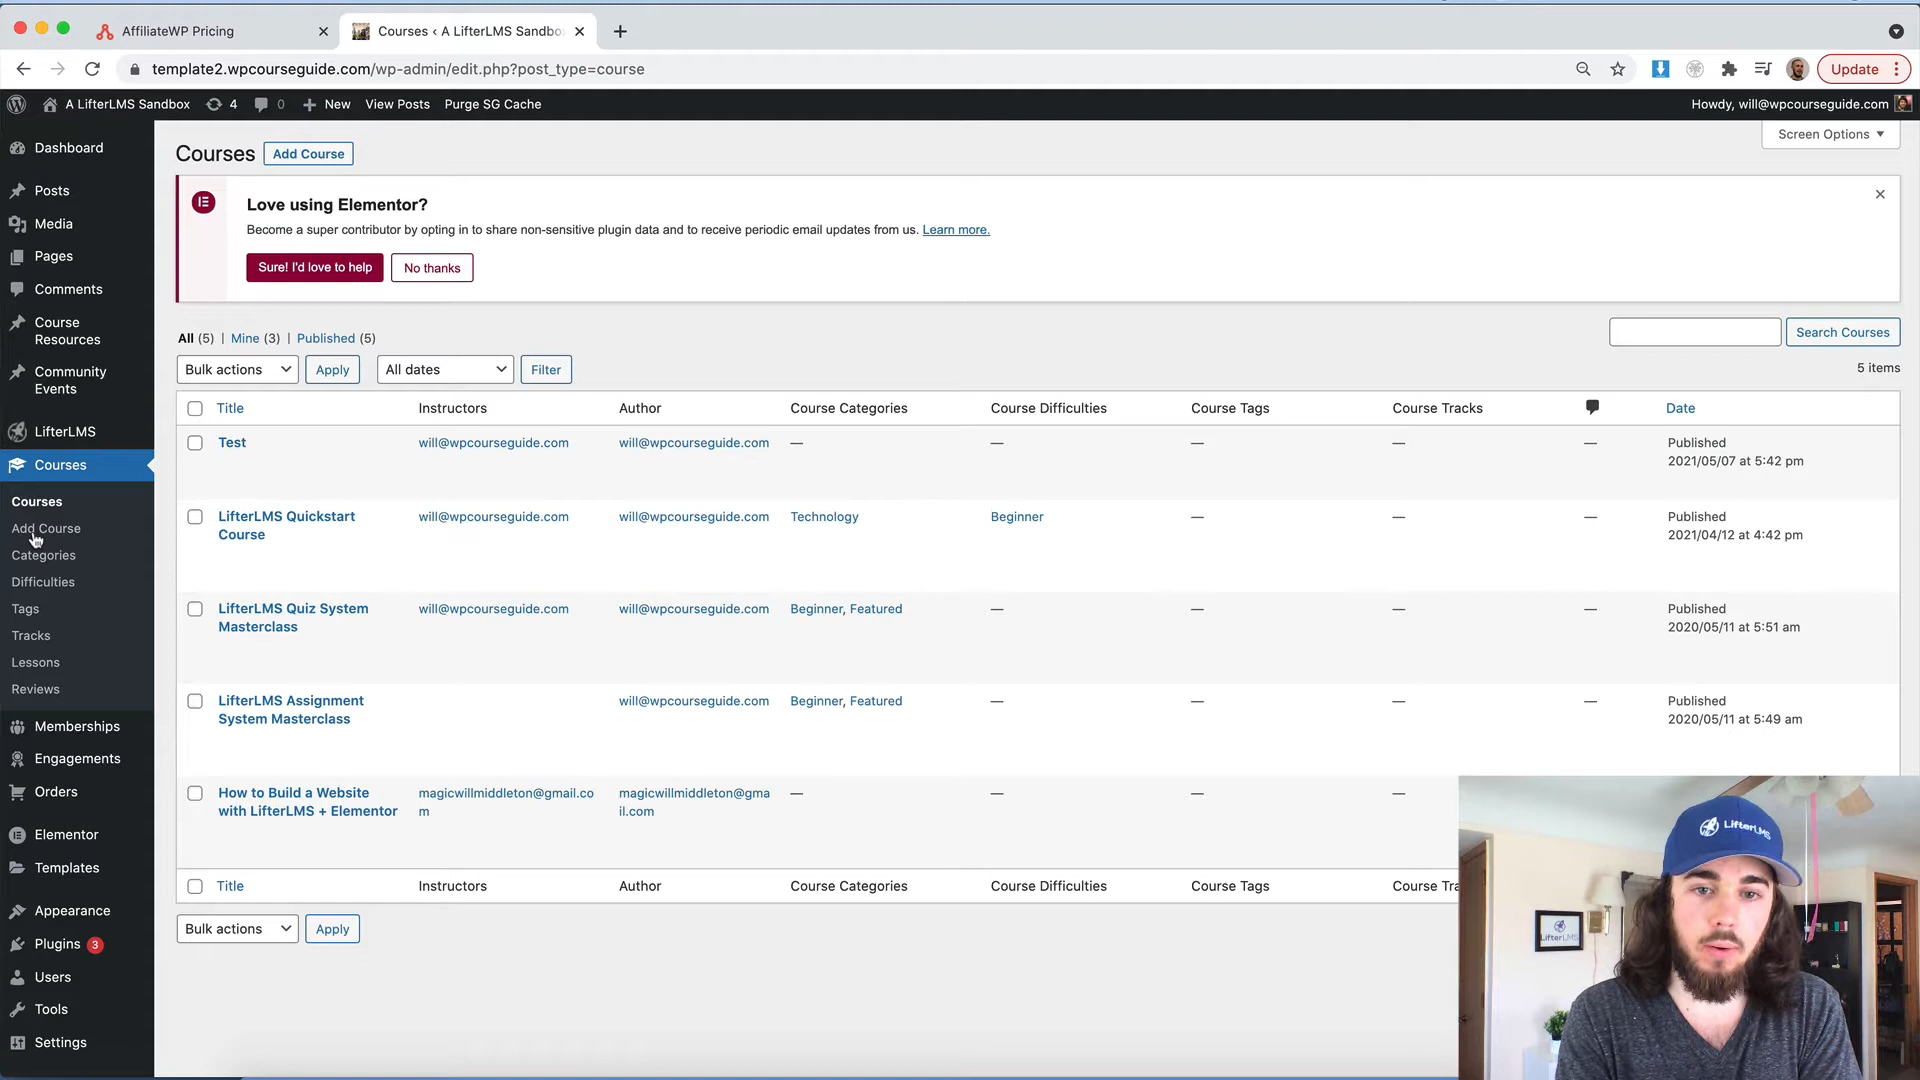 AffiliateWP Pricing
Courses ‹ A LifterLMS Sandbo
template2.wpcourseguide.com/wp-admin/edit.php?post_type=course
Update
A LifterLMS Sandbox 4 0 New View Posts Purge SG Cache
Howdy, will@wpcourseguide.com
Screen Options
Dashboard
Posts
Media
Pages
Comments
Course
Resources
Community
Events
LifterLMS
Courses
Courses
Add Course
Categories
Difficulties
Tags
Tracks
Lessons
Reviews
Memberships
Engagements
Orders
Elementor
Templates
Appearance
Plugins 3
Users
Tools
Settings
Courses Add Course
Love using Elementor?
Become a super contributor by opting in to share non-sensitive plugin data and to receive periodic email updates from us. Learn more.
Sure! I'd love to help No thanks
All (5) | Mine (3) | Published (5)
Search Courses
Bulk actions Apply All dates Filter
5 items
Title Instructors Author Course Categories Course Difficulties Course Tags Course Tracks Date
Test will@wpcourseguide.com will@wpcourseguide.com — — — — — Published
2021/05/07 at 5:42 pm
LifterLMS Quickstart will@wpcourseguide.com will@wpcourseguide.com Technology Beginner — — — Published
Course 2021/04/12 at 4:42 pm
LifterLMS Quiz System will@wpcourseguide.com will@wpcourseguide.com Beginner, Featured — — — — Published
Masterclass 2020/05/11 at 5:51 am
LifterLMS Assignment will@wpcourseguide.com Beginner, Featured — — — — Published
System Masterclass 2020/05/11 at 5:49 am
How to Build a Website magicwillmiddleton@gmail.co magicwillmiddleton@gma — — — —
with LifterLMS + Elementor m il.com
Title Instructors Author Course Categories Course Difficulties Course Tags Course Tra
Bulk actions Apply
LifterLMS
LifterLMS